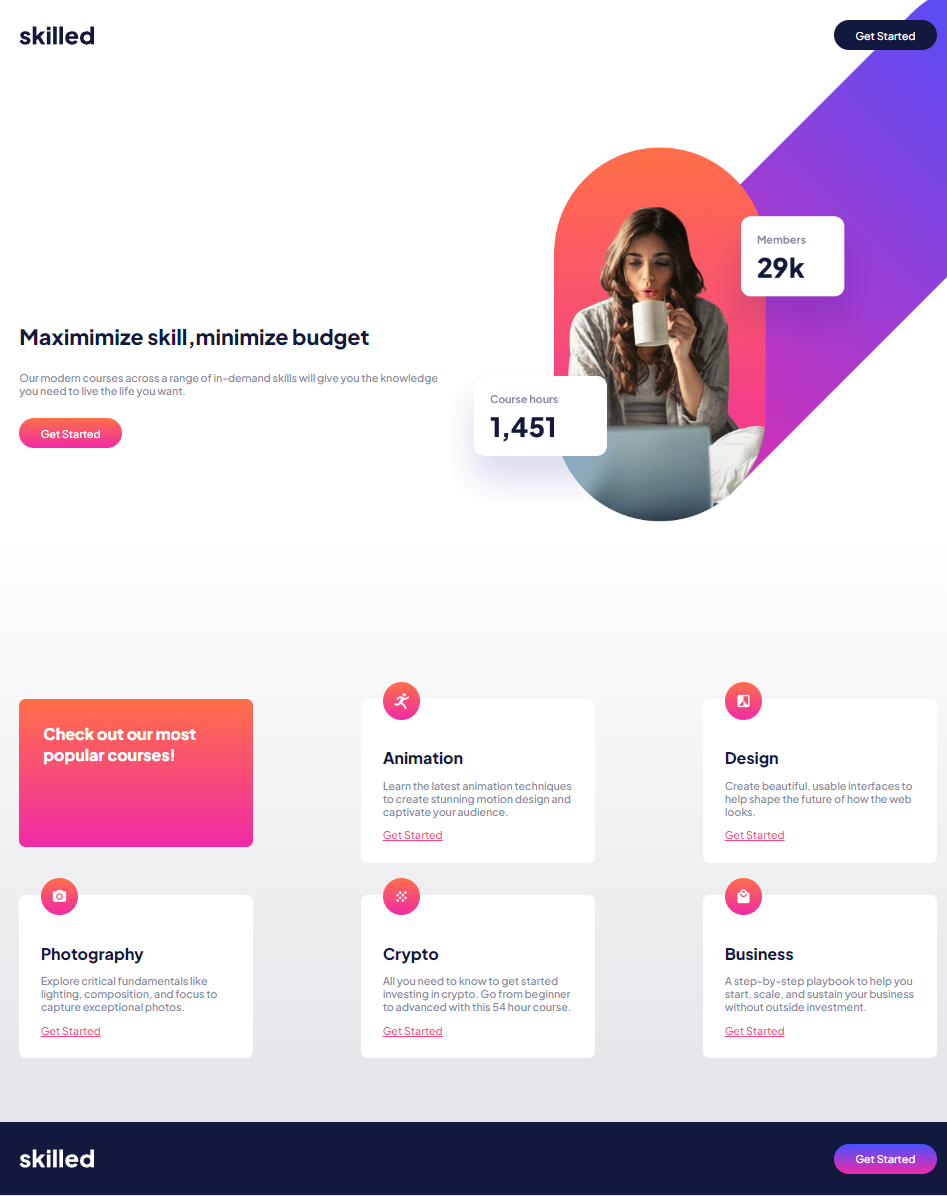 skilled
Get Started
Members
29k
Maximimize skill,minimize budget
Our modern courses across a range of in-demand skills will give you the knowledge
you need to live the life you want.
Get Started
Course hours
1,451
Check out our most
popular courses!
Animation
Learn the latest animation techniques
to create stunning motion design and
captivate your audience.
Get Started
Design
Create beautiful, usable interfaces to
help shape the future of how the web
looks.
Get Started
Photography
Explore critical fundamentals like
lighting, composition, and focus to
capture exceptional photos.
Get Started
Crypto
All you need to know to get started
investing in crypto. Go from beginner
to advanced with this 54 hour course.
Get Started
Business
A step-by-step playbook to help you
start, scale, and sustain your business
without outside investment.
Get Started
skilled
Get Started